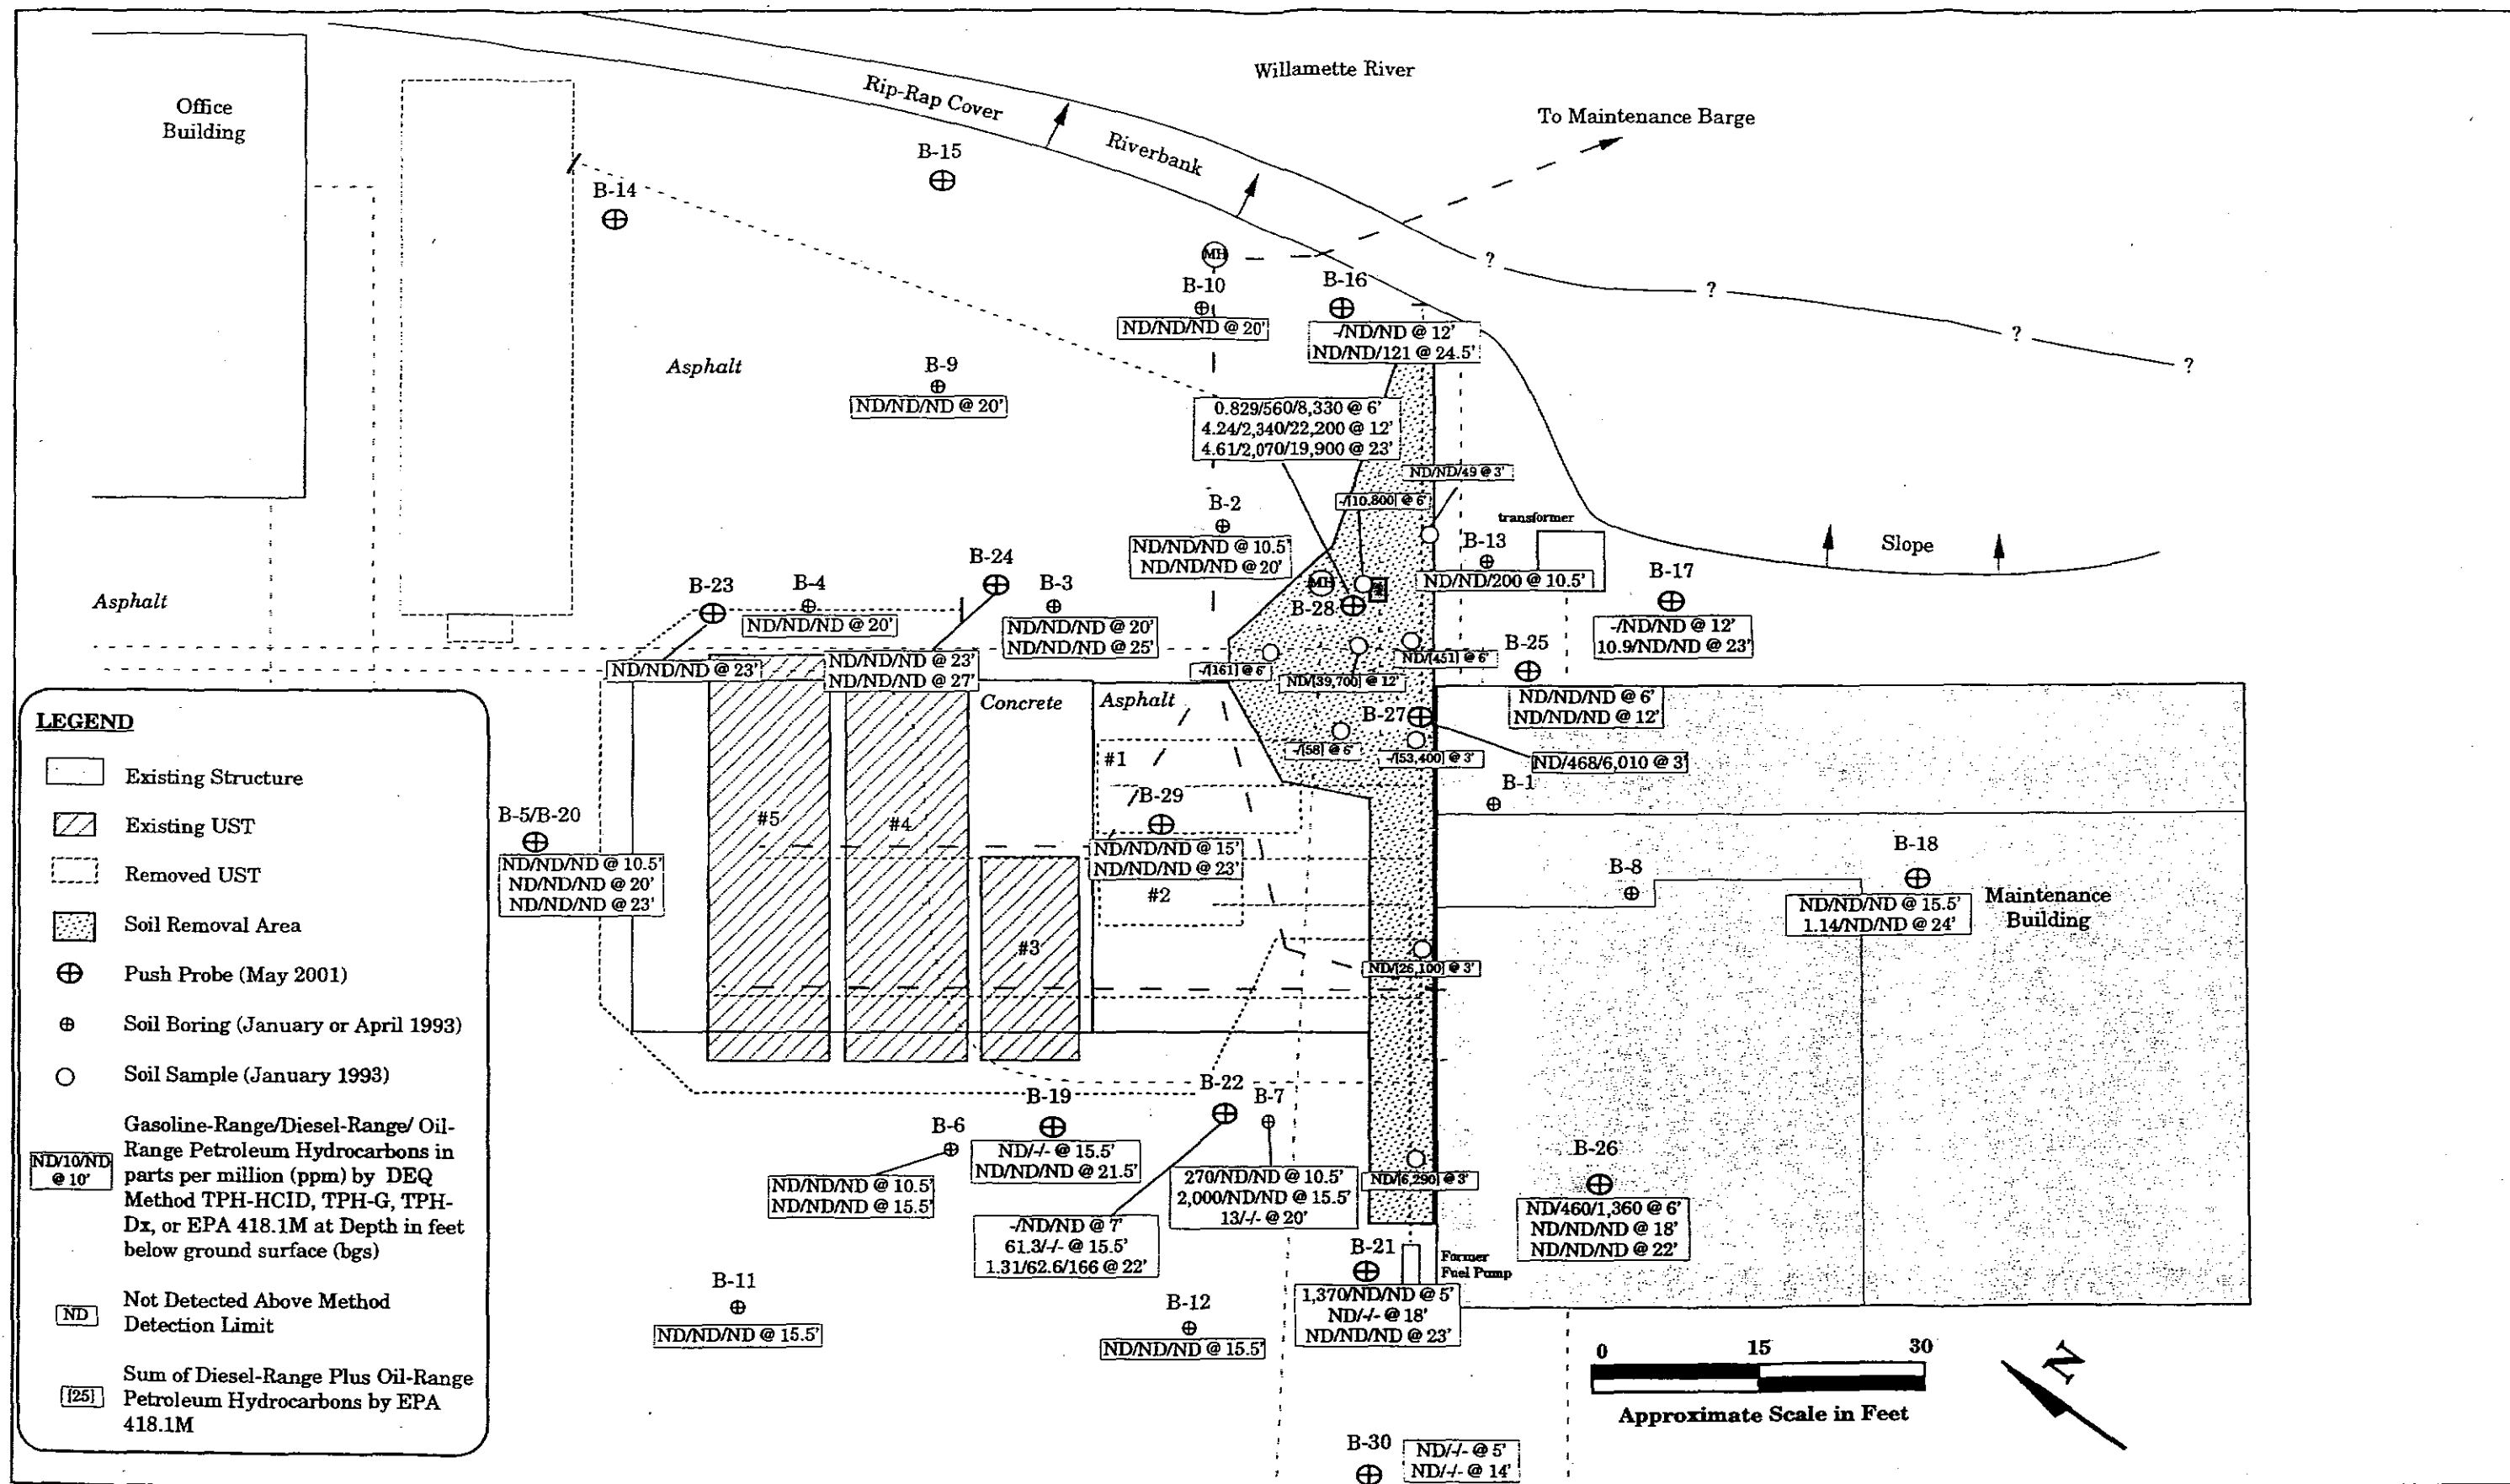 Willamette River
Rip-Rap Cover
Riverbank
To Maintenance Barge
Office
Building
B-15
B-14
MH
B-10
ND/ND/ND @ 20'
B-16
-/ND/ND @ 12'
ND/ND/121 @ 24.5'
?
?
?
?
Asphalt
B-9
ND/ND/ND @ 20'
0.829/560/8,330 @ 6'
4.24/2,340/22,200 @ 12'
4.61/2,070/19,900 @ 23'
ND/ND/49 @ 3'
-/[10,800] @ 6'
B-2
ND/ND/ND @ 10.5'
ND/ND/ND @ 20'
transformer
B-13
ND/ND/200 @ 10.5'
Slope
B-17
-/ND/ND @ 12'
10.9/ND/ND @ 23'
MH
B-28
Asphalt
B-23
ND/ND/ND @ 23'
B-4
ND/ND/ND @ 20'
B-24
ND/ND/ND @ 23'
ND/ND/ND @ 27'
B-3
ND/ND/ND @ 20'
ND/ND/ND @ 25'
-/[161] @ 6'
ND/[39,700] @ 12'
ND/[451] @ 6'
B-25
ND/ND/ND @ 6'
ND/ND/ND @ 12'
Concrete
Asphalt
B-27
-/[58] @ 6'
-/[53,400] @ 3'
ND/468/6,010 @ 3'
B-1
#1
B-29
ND/ND/ND @ 15'
ND/ND/ND @ 23'
#2
#5
#4
#3
B-5/B-20
ND/ND/ND @ 10.5'
ND/ND/ND @ 20'
ND/ND/ND @ 23'
B-8
B-18
ND/ND/ND @ 15.5'
1.14/ND/ND @ 24'
Maintenance
Building
ND/[26,100] @ 3'
B-22
-/ND/ND @ 7'
61.3/-/- @ 15.5'
1.31/62.6/166 @ 22'
B-19
ND/-/- @ 15.5'
ND/ND/ND @ 21.5'
B-7
270/ND/ND @ 10.5'
2,000/ND/ND @ 15.5'
13/-/- @ 20'
B-6
ND/ND/ND @ 10.5'
ND/ND/ND @ 15.5'
ND/[6,290] @ 3'
B-26
ND/460/1,360 @ 6'
ND/ND/ND @ 18'
ND/ND/ND @ 22'
B-21
1,370/ND/ND @ 5'
ND/-/- @ 18'
ND/ND/ND @ 23'
Former
Fuel Pump
B-11
ND/ND/ND @ 15.5'
B-12
ND/ND/ND @ 15.5'
B-30
ND/-/- @ 5'
ND/-/- @ 14'
0 15 30
Approximate Scale in Feet
N
LEGEND
Existing Structure
Existing UST
Removed UST
Soil Removal Area
Push Probe (May 2001)
Soil Boring (January or April 1993)
Soil Sample (January 1993)
ND/10/ND
@ 10'
Gasoline-Range/Diesel-Range/ Oil-
Range Petroleum Hydrocarbons in
parts per million (ppm) by DEQ
Method TPH-HCID, TPH-G, TPH-
Dx, or EPA 418.1M at Depth in feet
below ground surface (bgs)
ND
Not Detected Above Method
Detection Limit
[25]
Sum of Diesel-Range Plus Oil-Range
Petroleum Hydrocarbons by EPA
418.1M